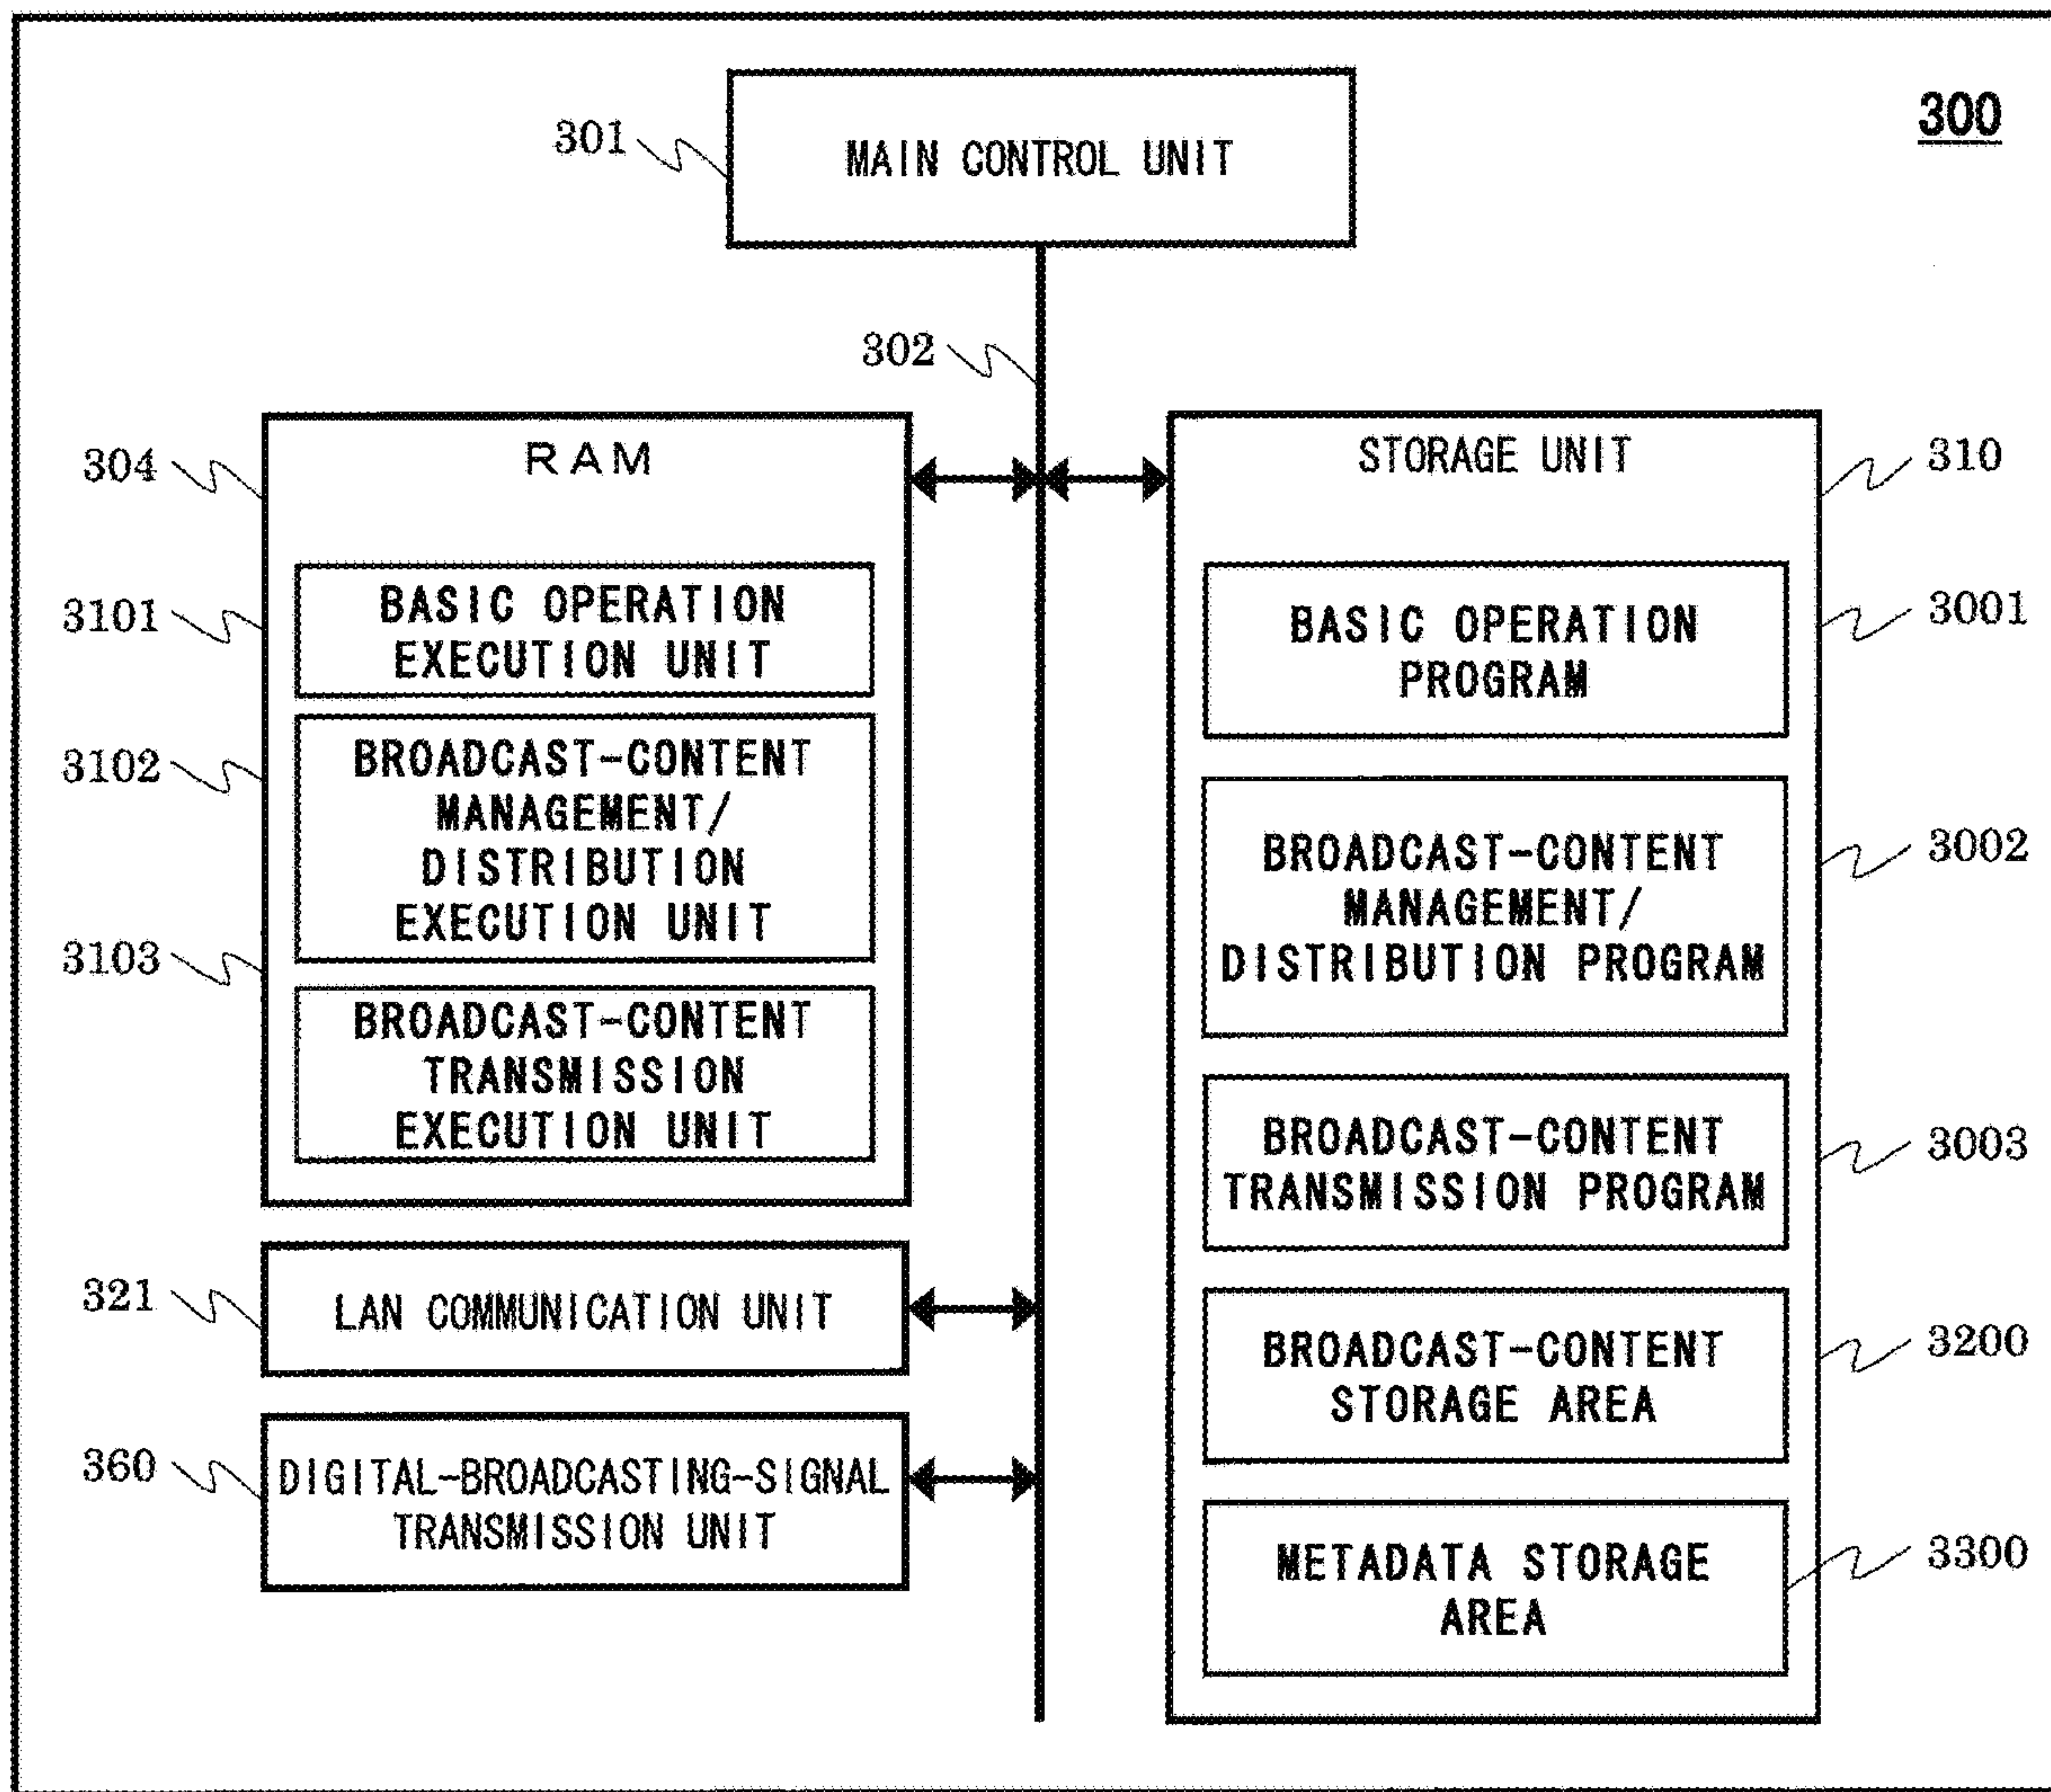 300
301
MAIN CONTROL UNIT
302
304
RAM
3101
BASIC OPERATION
EXECUTION UNIT
3102
BROADCAST-CONTENT
MANAGEMENT/
DISTRIBUTION
EXECUTION UNIT
3103
BROADCAST-CONTENT
TRANSMISSION
EXECUTION UNIT
321
LAN COMMUNICATION UNIT
360
DIGITAL-BROADCASTING-SIGNAL
TRANSMISSION UNIT
STORAGE UNIT
310
BASIC OPERATION
PROGRAM
3001
BROADCAST-CONTENT
MANAGEMENT/
DISTRIBUTION PROGRAM
3002
BROADCAST-CONTENT
TRANSMISSION PROGRAM
3003
BROADCAST-CONTENT
STORAGE AREA
3200
METADATA STORAGE
AREA
3300